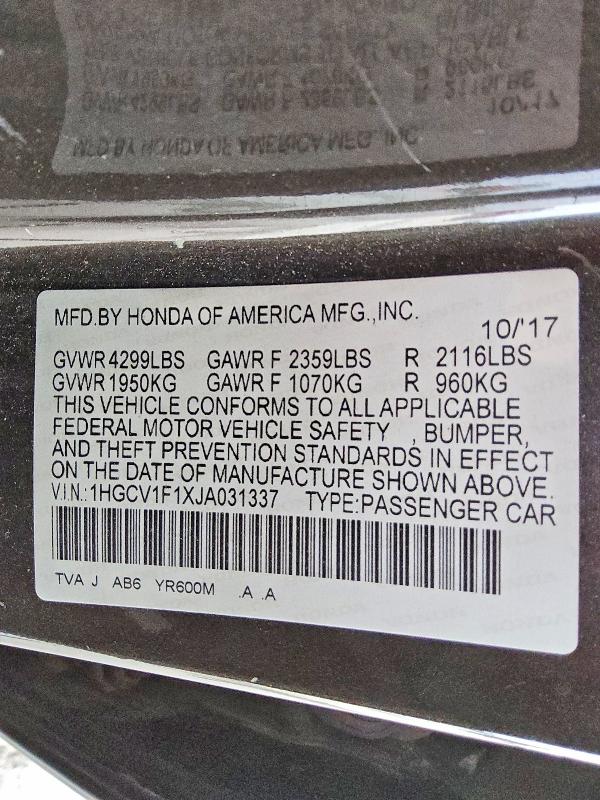 MFD.BY HONDA OF AMERICA MFG.,INC.
10/'17
GVWR 4299LBS GAWR F 2359LBS R 2116LBS
GVWR 1950KG GAWR F 1070KG R 960KG
THIS VEHICLE CONFORMS TO ALL APPLICABLE
FEDERAL MOTOR VEHICLE SAFETY , BUMPER,
AND THEFT PREVENTION STANDARDS IN EFFECT
ON THE DATE OF MANUFACTURE SHOWN ABOVE.
V.I.N.:1HGCV1F1XJA031337 TYPE:PASSENGER CAR
TVA J AB6 YR600M .A .A